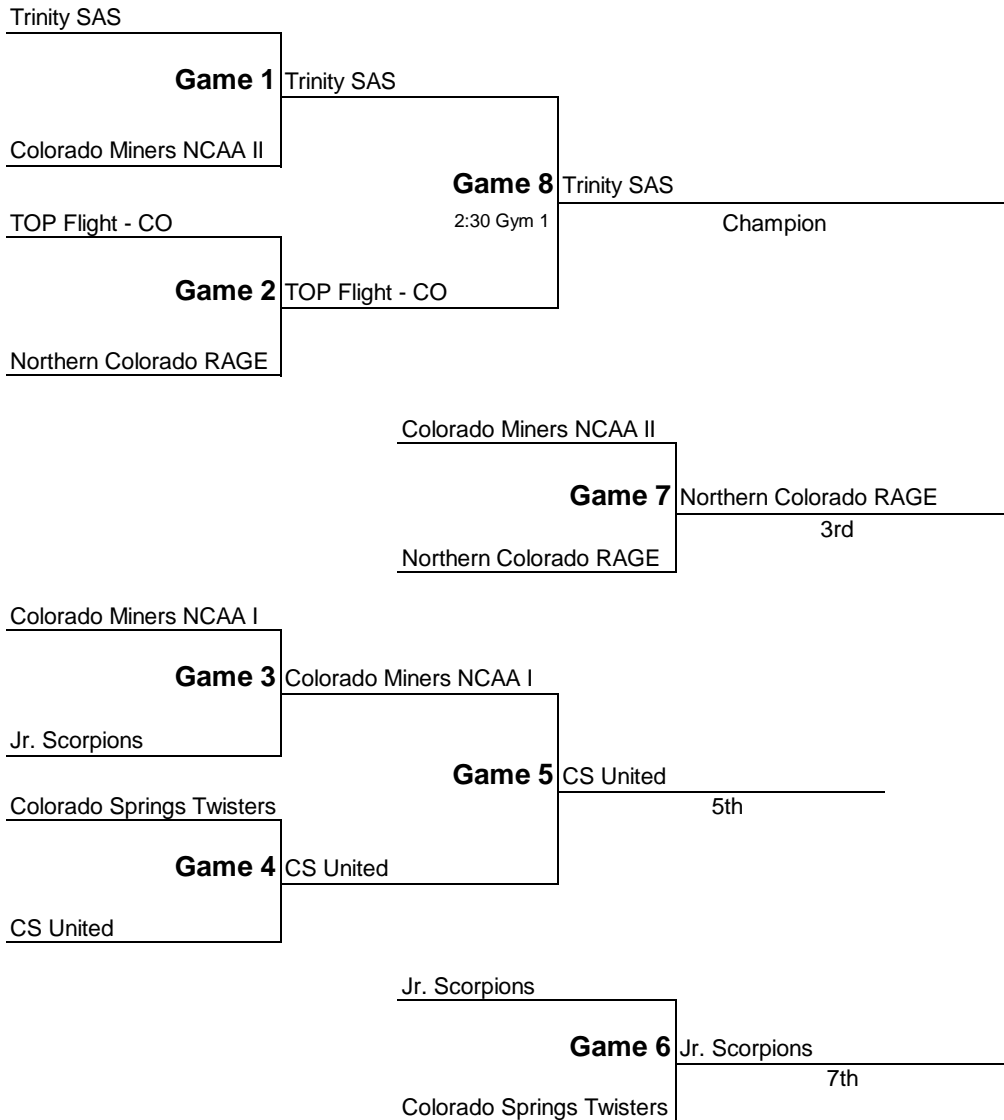 Trinity SAS
Game 1 Trinity SAS
Colorado Miners NCAA II
Game 8 Trinity SAS
TOP Flight - CO
2:30 Gym 1
Champion
Game 2 TOP Flight - CO
Northern Colorado RAGE
Colorado Miners NCAA II
Game 7 Northern Colorado RAGE
3rd
Northern Colorado RAGE
Colorado Miners NCAA I
Game 3 Colorado Miners NCAA I
Jr. Scorpions
Game 5 CS United
Colorado Springs Twisters
5th
Game 4 CS United
CS United
Jr. Scorpions
Game 6 Jr. Scorpions
7th
Colorado Springs Twisters